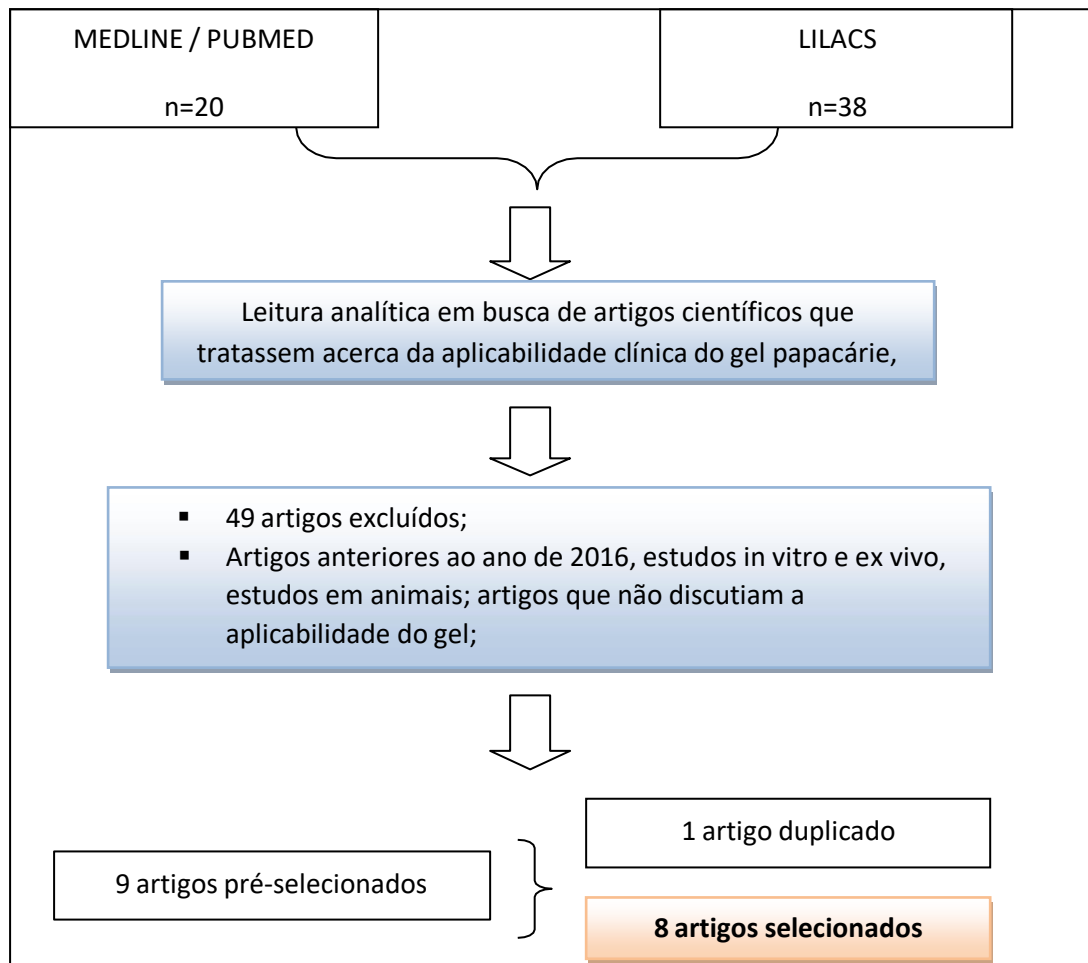 MEDLINE / PUBMED
n=20
LILACS
n=38
Leitura analítica em busca de artigos científicos que
tratassem acerca da aplicabilidade clínica do gel papacárie,
▪ 49 artigos excluídos;
▪ Artigos anteriores ao ano de 2016, estudos in vitro e ex vivo,
estudos em animais; artigos que não discutiam a
aplicabilidade do gel;
9 artigos pré-selecionados
1 artigo duplicado
8 artigos selecionados